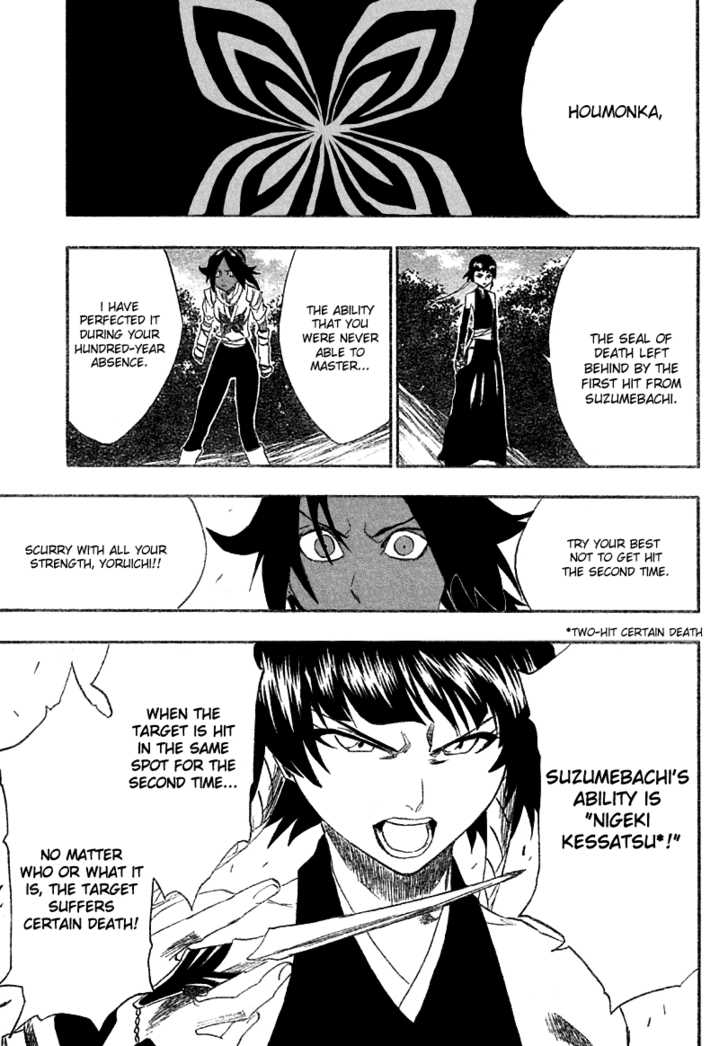 HOUMONKA,
THE SEAL OF
DEATH LEFT
BEHIND BY THE
FIRST HIT FROM
SUZUMEBACHI.
THE ABILITY
THAT YOU
WERE NEVER
ABLE TO
MASTER...
I HAVE
PERFECTED IT
DURING YOUR
HUNDRED-YEAR
ABSENCE.
TRY YOUR BEST
NOT TO GET HIT
THE SECOND TIME.
SCURRY WITH ALL YOUR
STRENGTH, YORUICHI!!
*TWO-HIT CERTAIN DEATH
SUZUMEBACHI'S
ABILITY IS
"NIGEKI
KESSATSU*!"
WHEN THE
TARGET IS HIT
IN THE SAME
SPOT FOR THE
SECOND TIME...
NO MATTER
WHO OR WHAT IT
IS, THE TARGET
SUFFERS
CERTAIN DEATH!